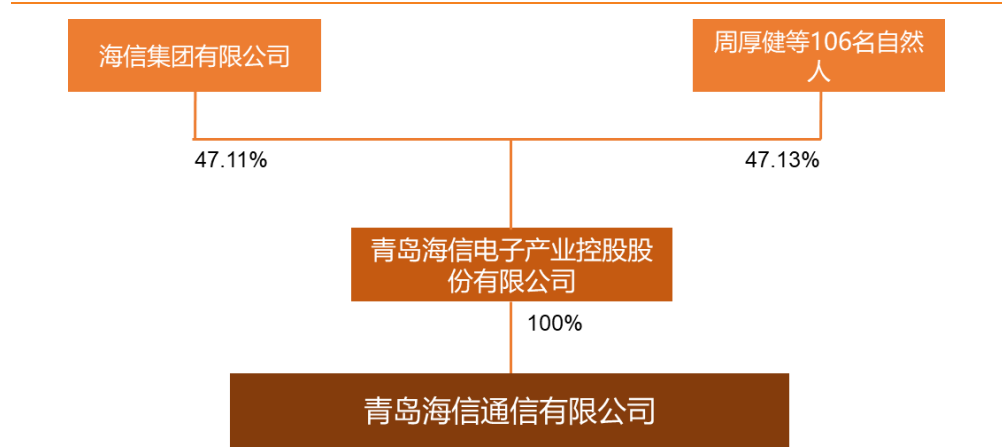 海信集团有限公司
周厚健等106名自然
人
47.11%
47.13%
青岛海信电子产业控股股
份有限公司
100%
青岛海信通信有限公司